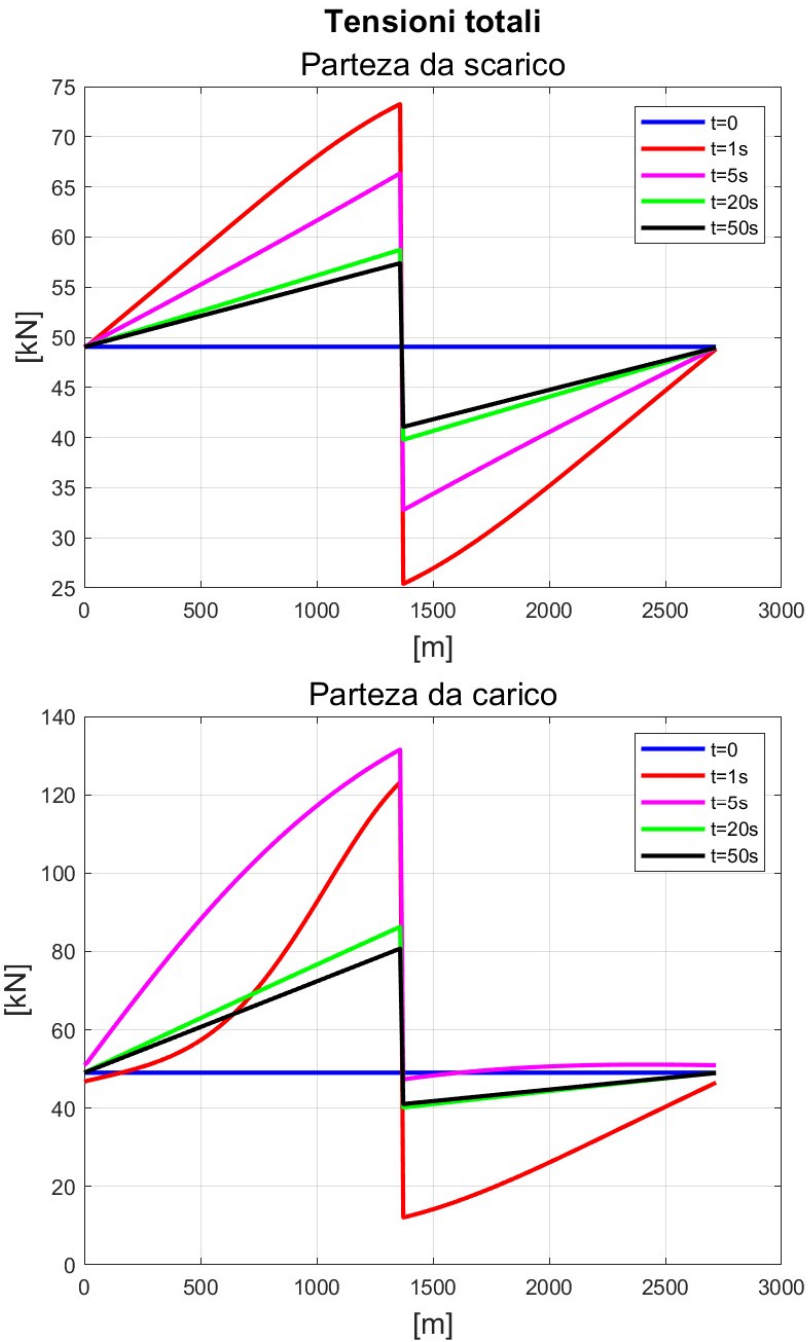 Tensioni totali
Parteza da scarico
75
70
65
60
55
50
45
40
35
30
25
[kN]
t=0
t=1s
t=5s
t=20s
t=50s
0 500 1000 1500 2000 2500 3000
[m]
Parteza da carico
140
120
100
80
60
40
20
0
[kN]
t=0
t=1s
t=5s
t=20s
t=50s
0 500 1000 1500 2000 2500 3000
[m]